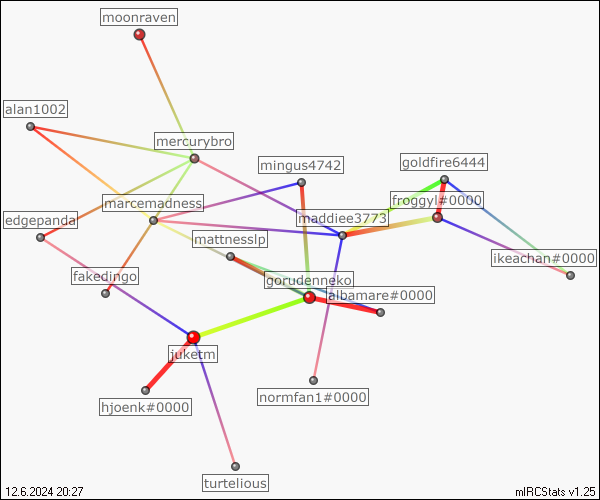 moonraven
alan1002
mercurybro
mingus4742
goldfire6444
marcemadness
froggyl#0000
edgepanda
maddiee3773
mattnesslp
ikeachan#0000
fakedingo
gorudenneko
albamare#0000
juketm
hjoenk#0000
normfan1#0000
turtelious
12.6.2024 20:27
mIRCStats v1.25